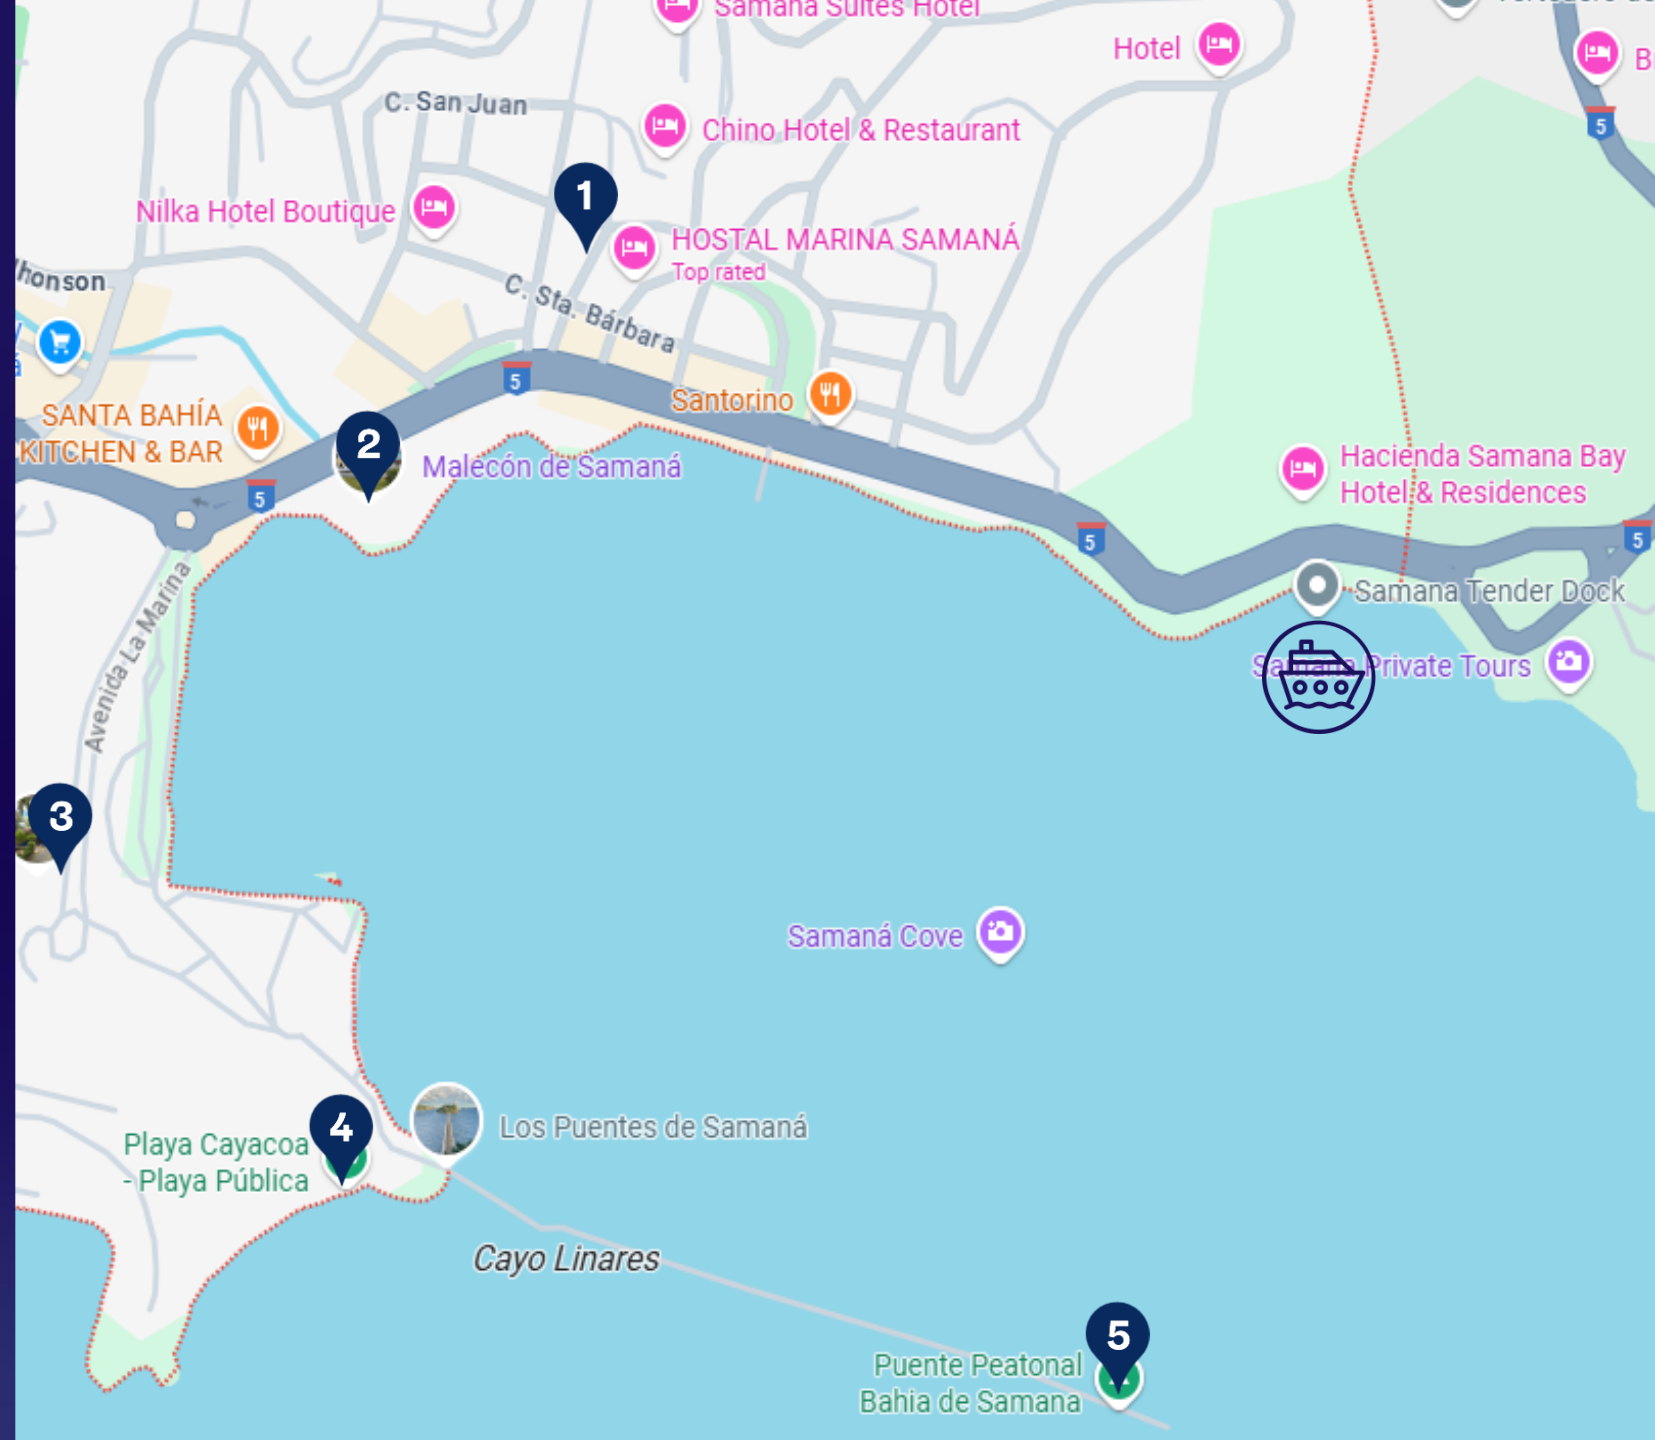 Samaná Suites Hotel
Hotel
C. San Juan
Chino Hotel & Restaurant
5
1
Nilka Hotel Boutique
HOSTAL MARINA SAMANÁ
Top rated
honson
C. Sta. Bárbara
5
Santorino
SANTA BAHÍA
KITCHEN & BAR
2
Malecón de Samaná
5
Hacienda Samana Bay
Hotel & Residences
5
5
Samana Tender Dock
Avenida La Marina
Samana Private Tours
3
Samaná Cove
4
Los Puentes de Samaná
Playa Cayacoa
- Playa Pública
Cayo Linares
5
Puente Peatonal
Bahia de Samana